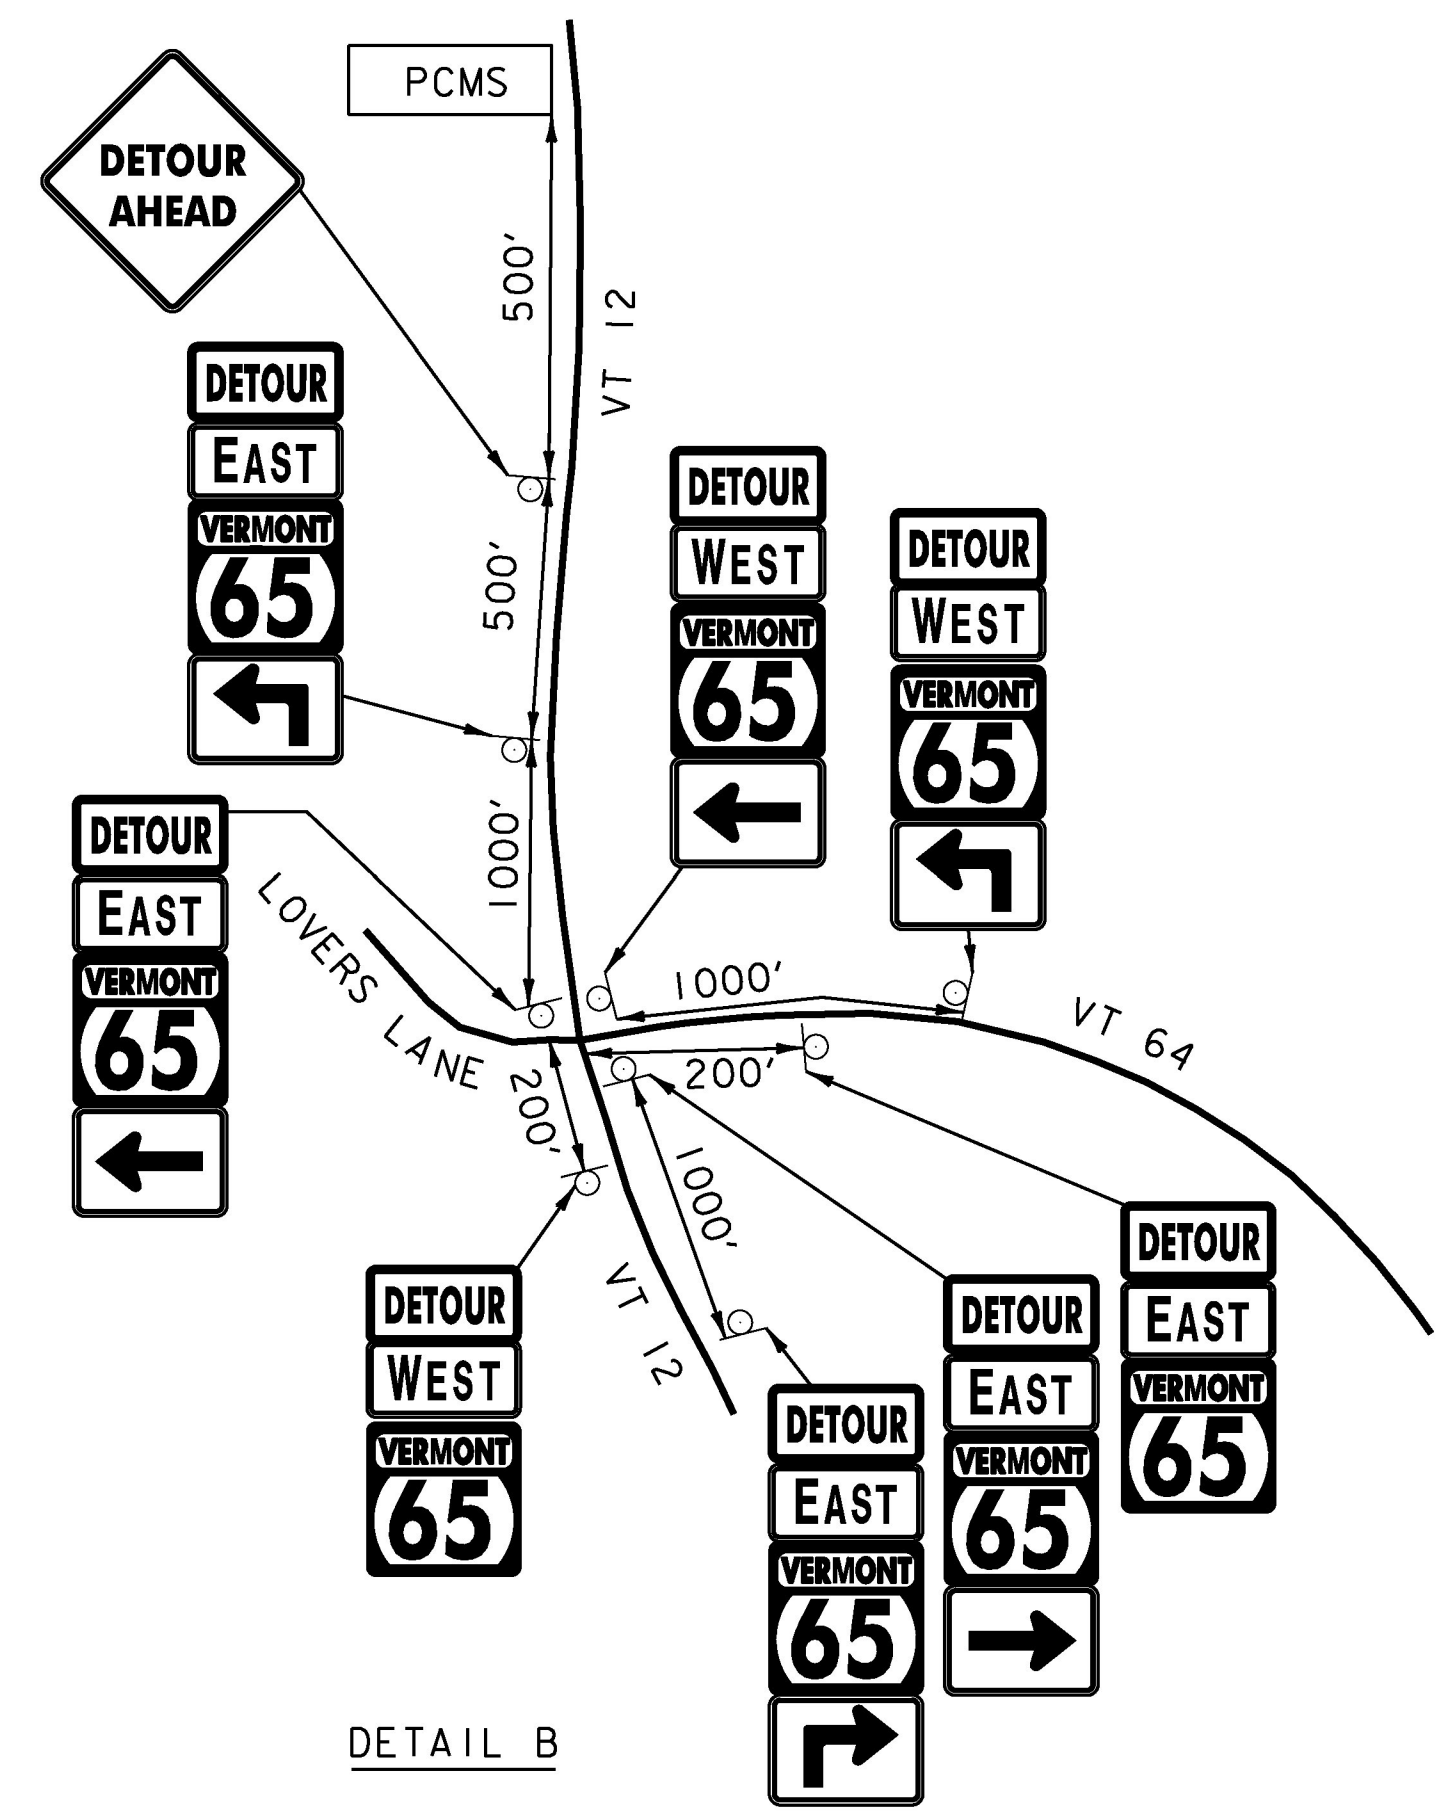 PCMS
DETOUR
AHEAD
500'
VT 12
DETOUR
EAST
VERMONT
65
500'
DETOUR
WEST
VERMONT
65
DETOUR
WEST
VERMONT
65
1000'
DETOUR
EAST
VERMONT
65
LOVERS LANE
1000'
VT 64
200'
200'
1000'
VT 12
DETOUR
WEST
VERMONT
65
DETOUR
EAST
VERMONT
65
DETOUR
EAST
VERMONT
65
DETOUR
EAST
VERMONT
65
DETAIL B